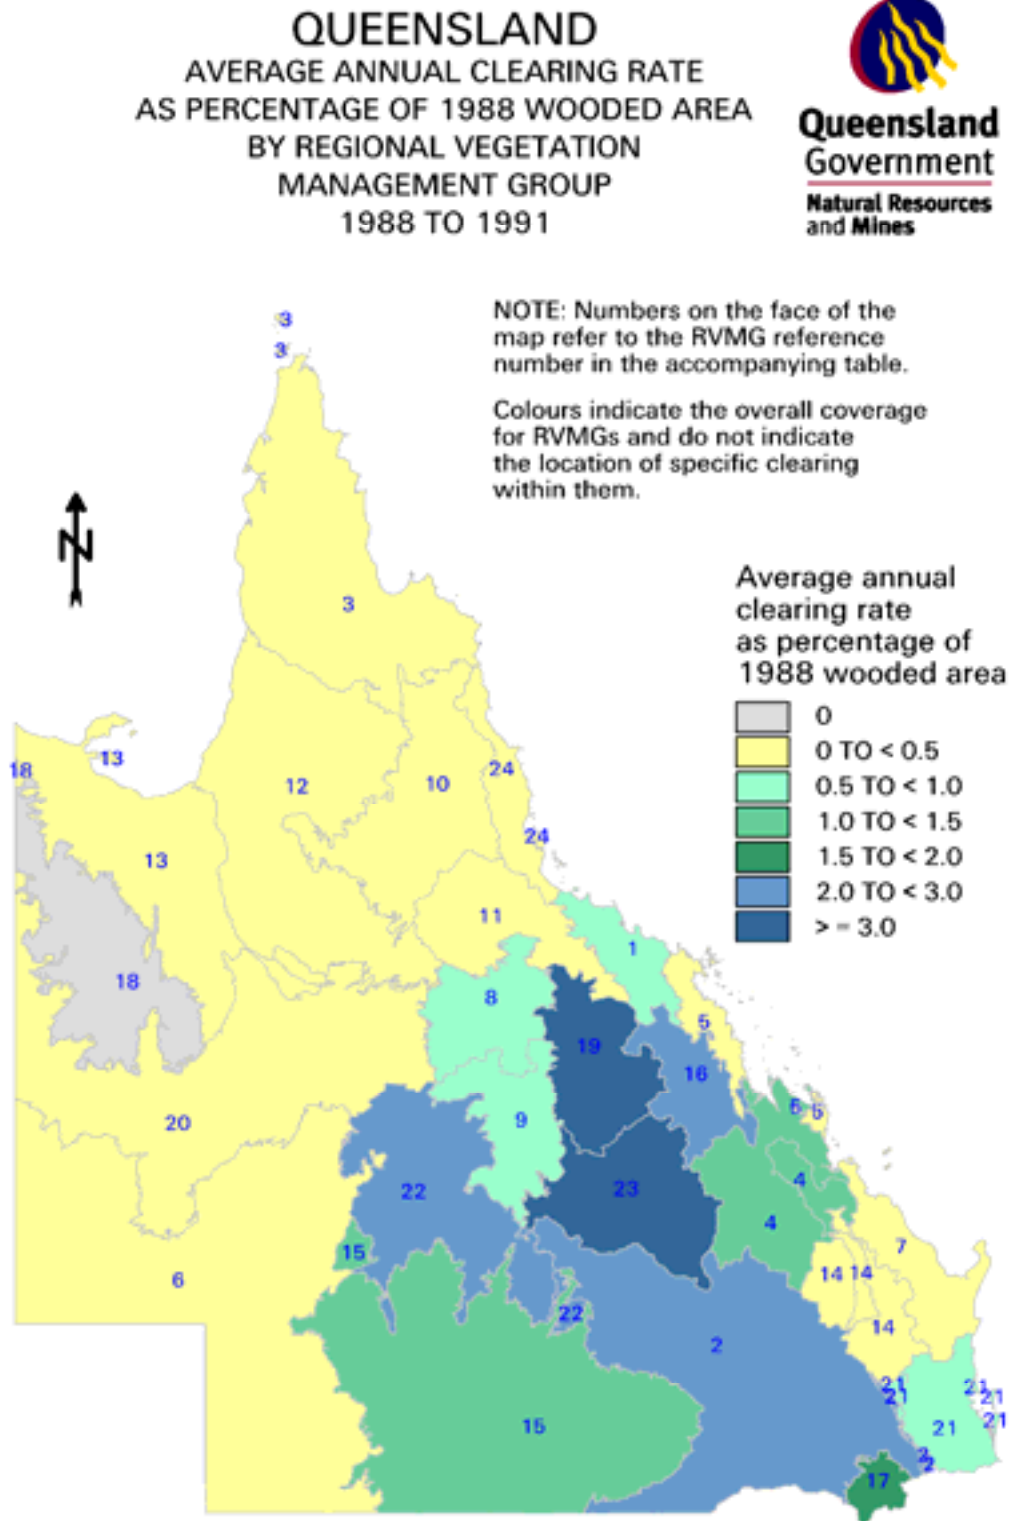 QUEENSLAND
AVERAGE ANNUAL CLEARING RATE
AS PERCENTAGE OF 1988 WOODED AREA
BY REGIONAL VEGETATION
MANAGEMENT GROUP
1988 TO 1991
Queensland
Government
Natural Resources
and Mines
NOTE: Numbers on the face of the
map refer to the RVMG reference
number in the accompanying table.
Colours indicate the overall coverage
for RVMGs and do not indicate
the location of specific clearing
within them.
N
Average annual
clearing rate
as percentage of
1988 wooded area
0
0 TO < 0.5
0.5 TO < 1.0
1.0 TO < 1.5
1.5 TO < 2.0
2.0 TO < 3.0
> = 3.0
3
3
3
13
18
12
10
24
24
13
11
1
18
8
5
19
16
20
9
5
5
22
23
4
4
15
6
7
14
14
22
14
2
21
21
21
21
21
15
21
2
2
17